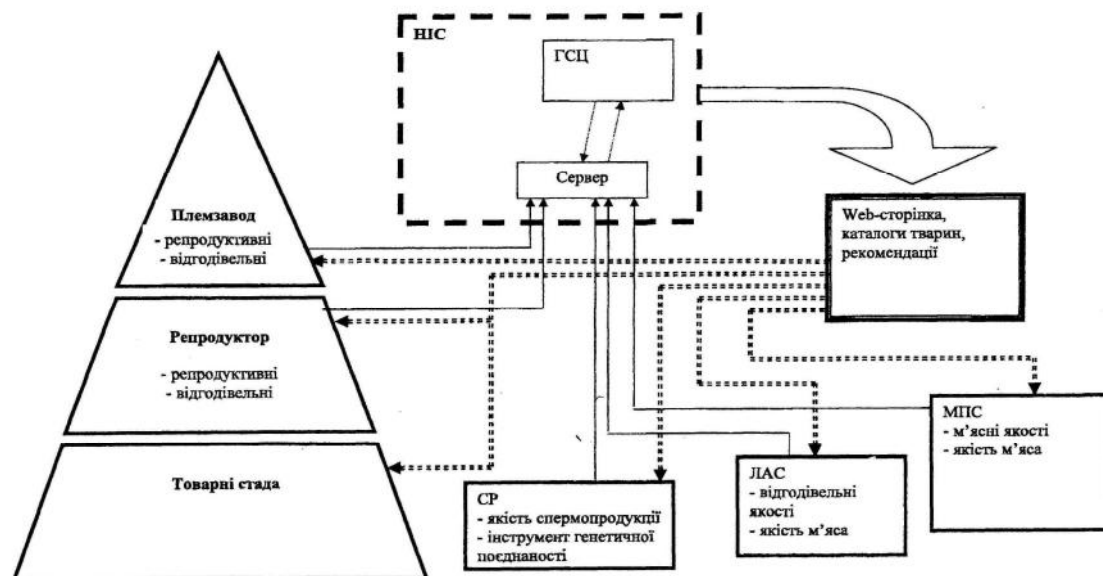 НІС
ГСЦ
Сервер
Племзавод
- репродуктивні
- відгодівельні
Web-сторінка,
каталоги тварин,
рекомендації
Репродуктор
- репродуктивні
- відгодівельні
Товарні стада
СР
- якість спермопродукції
- інструмент генетичної
поєднаності
ЛАС
- відгодівельні
якості
- якість м’яса
МПС
- м’ясні якості
- якість м’яса